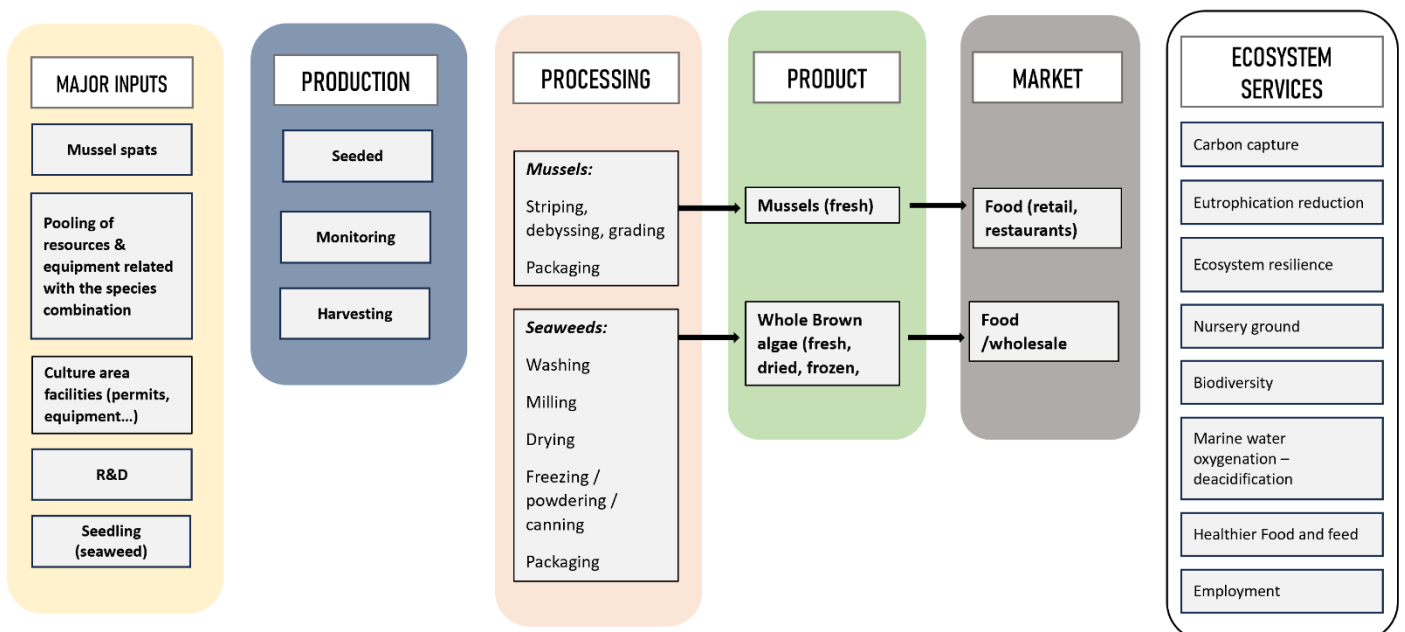 MAJOR INPUTS
Mussel spats
Pooling of
resources &
equipment related
with the species
combination
Culture area
facilities (permits,
equipment...)
R&D
Seedling
(seaweed)
PRODUCTION
Seeded
Monitoring
Harvesting
PROCESSING
Mussels:
Striping,
debyssing, grading
Packaging
Seaweeds:
Washing
Milling
Drying
Freezing /
powdering /
canning
Packaging
PRODUCT
Mussels (fresh)
Whole Brown
algae (fresh,
dried, frozen,
MARKET
Food (retail,
restaurants)
Food
/wholesale
ECOSYSTEM
SERVICES
Carbon capture
Eutrophication reduction
Ecosystem resilience
Nursery ground
Biodiversity
Marine water
oxygenation –
deacidification
Healthier Food and feed
Employment